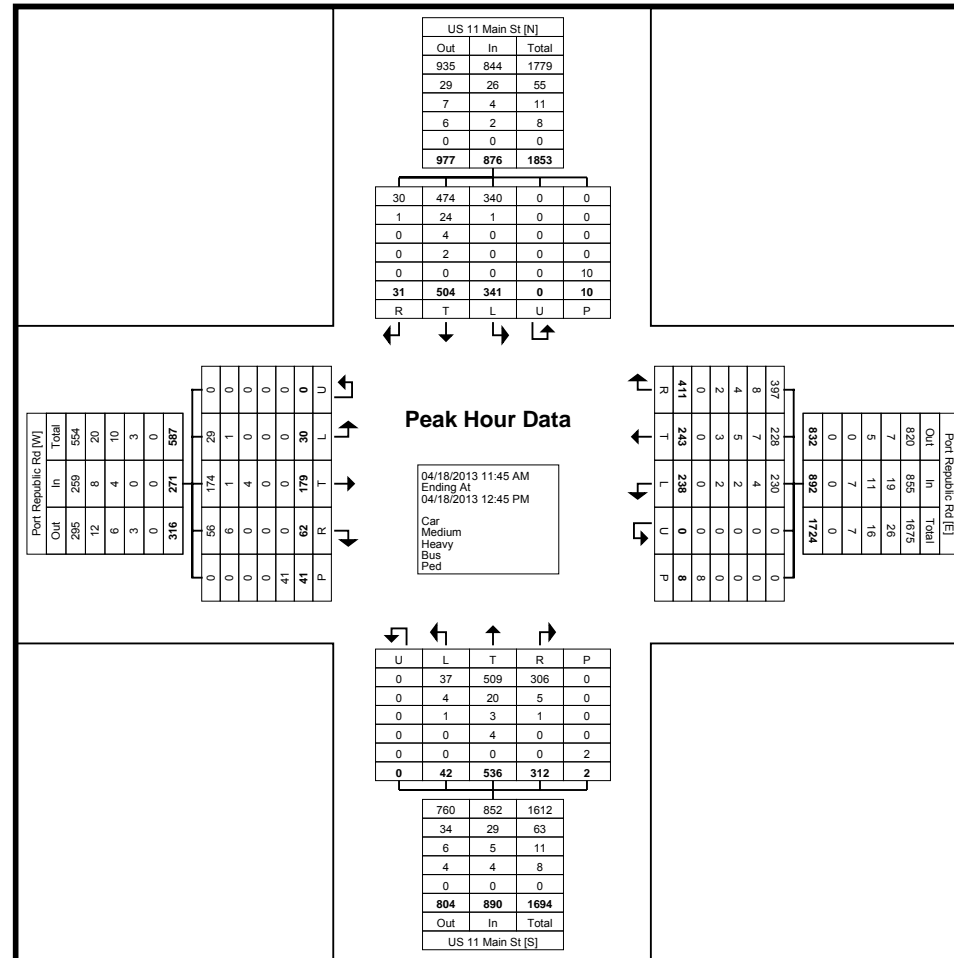 US 11 Main St [N]
Out In Total
935 844 1779
29 26 55
7 4 11
6 2 8
0 0 0
977 876 1853
30 474 340 0 0
1 24 1 0 0
0 4 0 0 0
0 2 0 0 0
0 0 0 0 10
31 504 341 0 10
R T L U P
Port Republic Rd [W]
Out In Total
295 259 554
12 8 20
6 4 10
3 0 3
0 0 0
316 271 587
0 56 174 29 0
0 6 1 1 0
0 0 4 0 0
0 0 0 0 0
41 0 0 0 0
41 62 179 30 0
P R T L U
Peak Hour Data
04/18/2013 11:45 AM
Ending At
04/18/2013 12:45 PM
Car
Medium
Heavy
Bus
Ped
Port Republic Rd [E]
Out In Total
820 855 1675
7 19 26
5 11 16
0 7 7
0 0 0
832 892 1724
397 228 230 0 0
8 7 4 0 0
4 5 2 0 0
2 3 2 0 0
0 0 0 0 8
411 243 238 0 8
R T L U P
U L T R P
0 37 509 306 0
0 4 20 5 0
0 1 3 1 0
0 0 4 0 0
0 0 0 0 2
0 42 536 312 2
760 852 1612
34 29 63
6 5 11
4 4 8
0 0 0
804 890 1694
Out In Total
US 11 Main St [S]